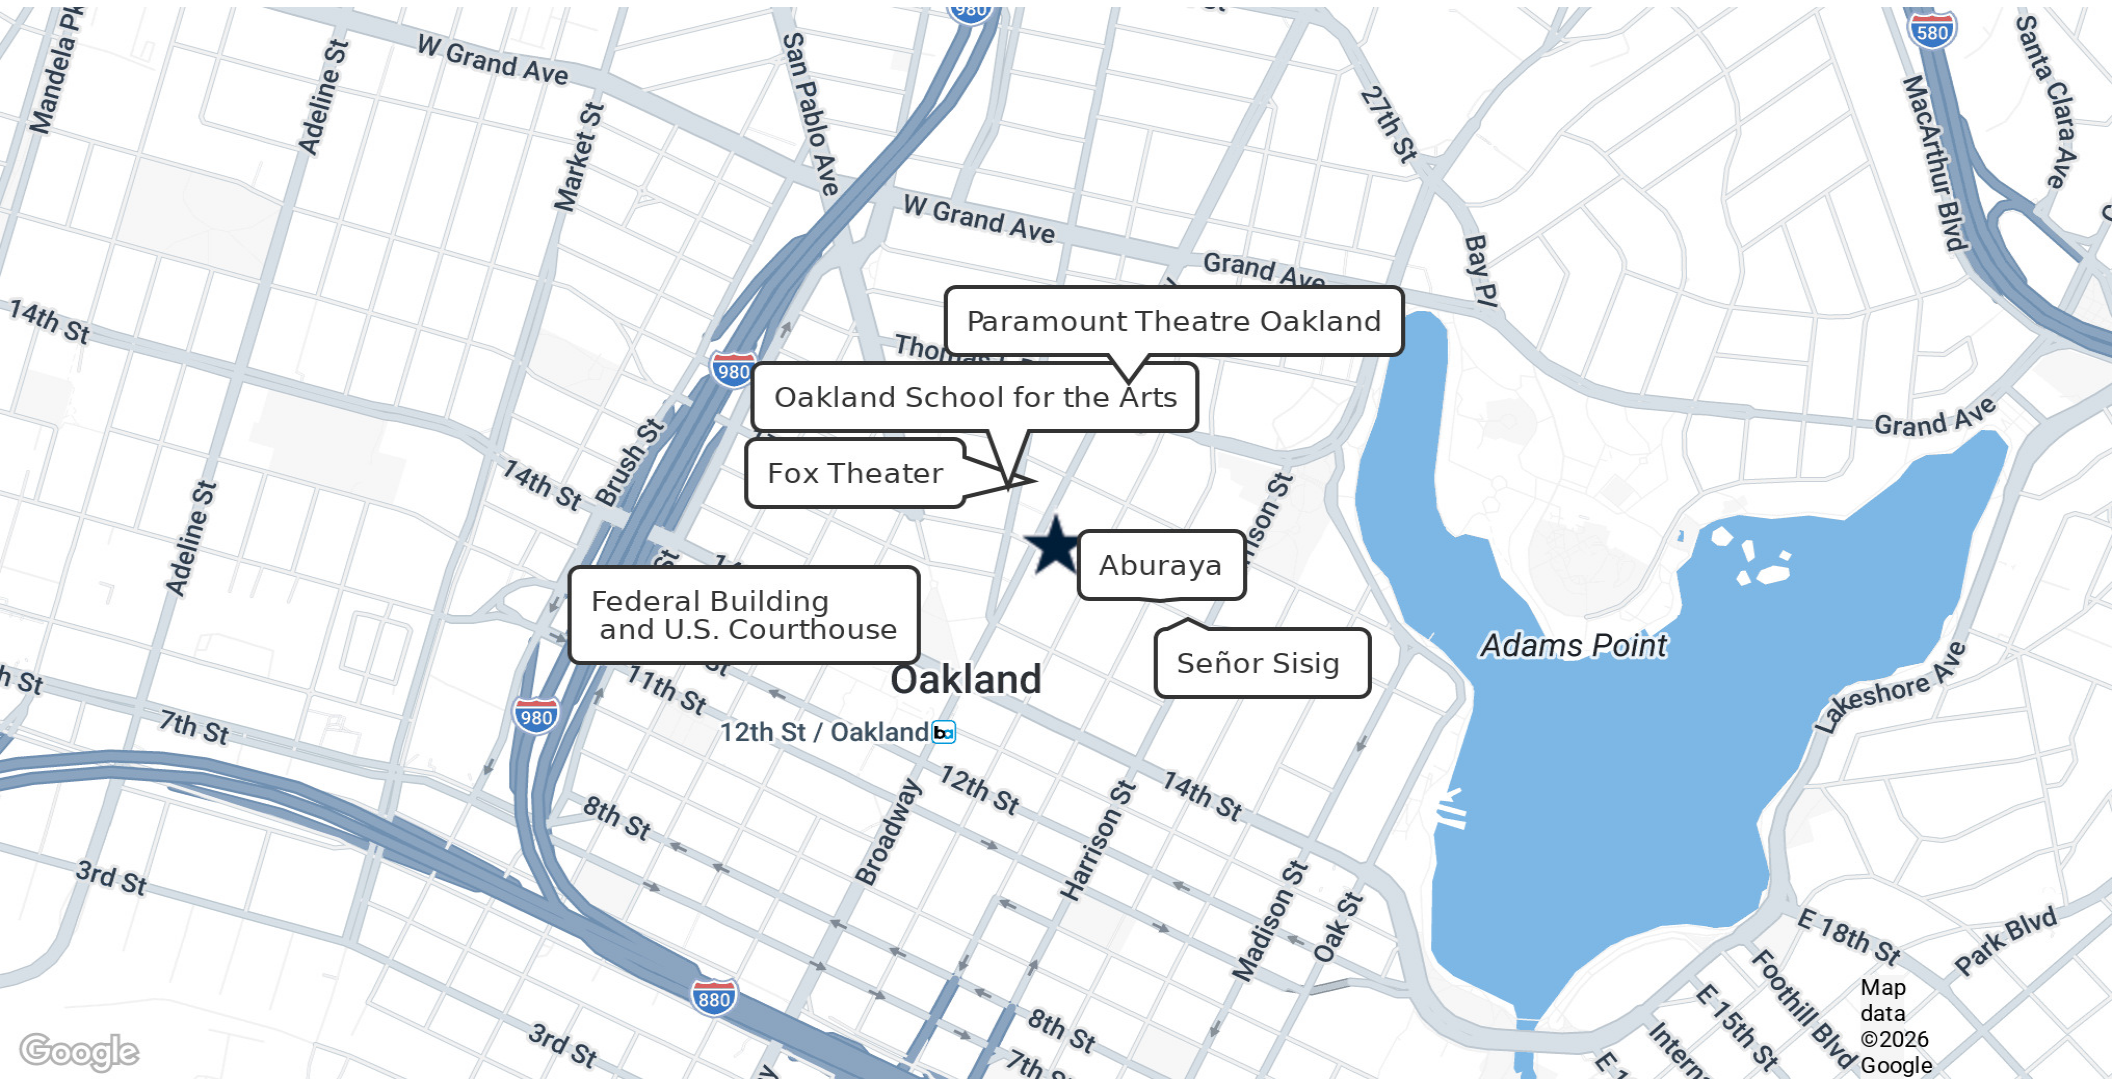 980
580
Mandela Pk
Adeline St
W Grand Ave
Market St
San Pablo Ave
27th St
MacArthur Blvd
Santa Clara Ave
W Grand Ave
Grand Ave
Bay Pl
14th St
Paramount Theatre Oakland
980
Oakland School for the Arts
Grand Ave
Brush St
14th St
Fox Theater
Adeline St
Aburaya
Federal Building
and U.S. Courthouse
St
Señor Sisig
Adams Point
Oakland
11th St
Lakeshore Ave
7th St
980
12th St / Oakland
ba
12th St
14th St
8th St
Broadway
Harrison St
3rd St
Madison St
Oak St
E 18th St
Park Blvd
Foothill Blvd
880
E 15th St
8th St
3rd St
7th St
Map
data
©2026
Google
Google